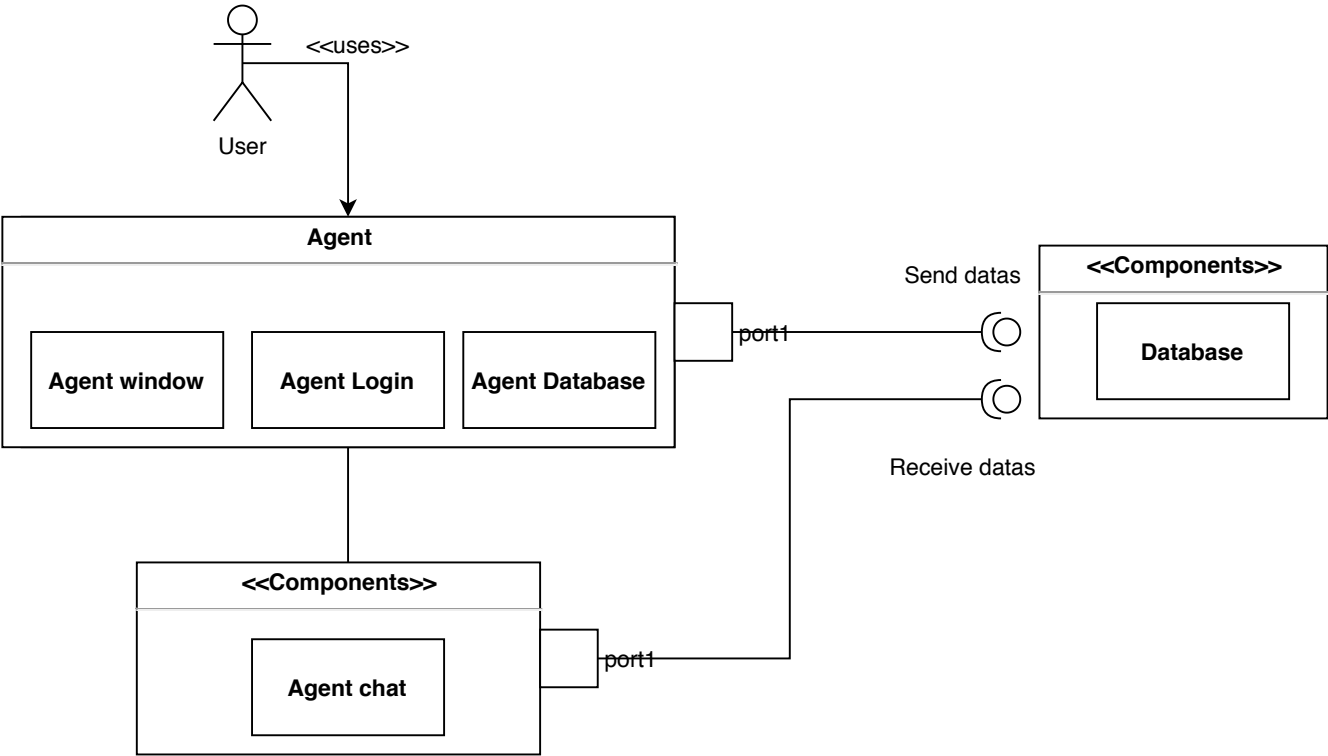 <<uses>>
User
Agent
Agent window
Agent Login
Agent Database
port1
Send datas
<<Components>>
Database
Receive datas
<<Components>>
Agent chat
port1